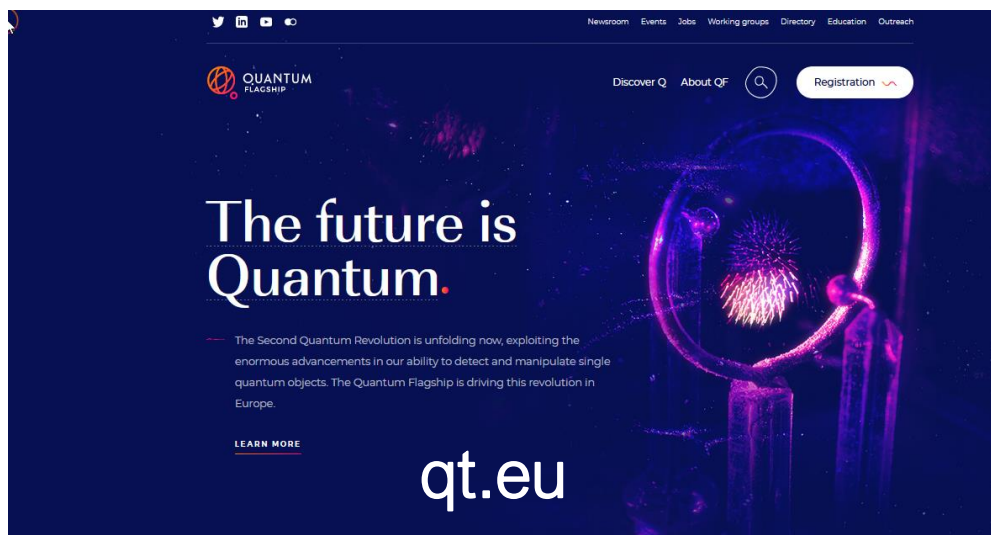 Newsroom Events Jobs Working groups Directory Education Outreach
QUANTUM
FLAGSHIP
Discover Q About QF
Registration
The future is
Quantum.
The Second Quantum Revolution is unfolding now, exploiting the
enormous advancements in our ability to detect and manipulate single
quantum objects. The Quantum Flagship is driving this revolution in
Europe.
LEARN MORE
qt.eu